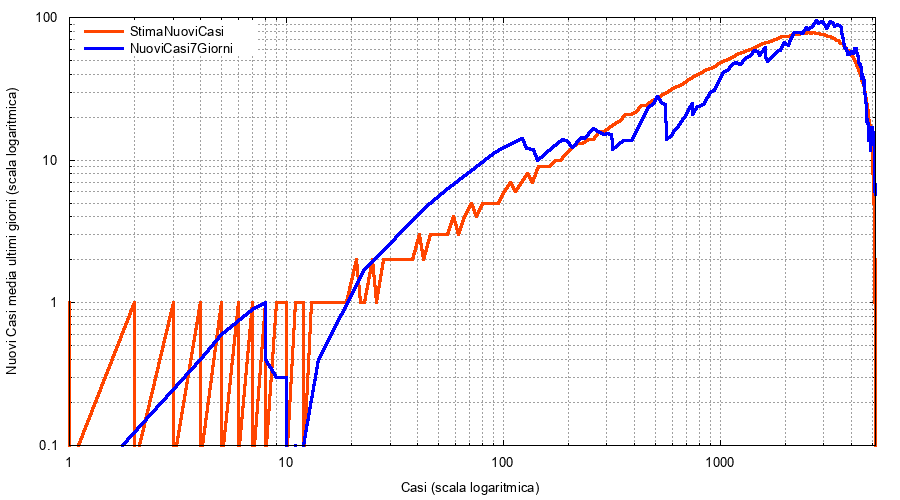 100
10
1
0.1
Nuovi Casi media ultimi giorni (scala logaritmica)
StimaNuoviCasi
NuoviCasi7Giorni
1 10 100 1000
Casi (scala logaritmica)